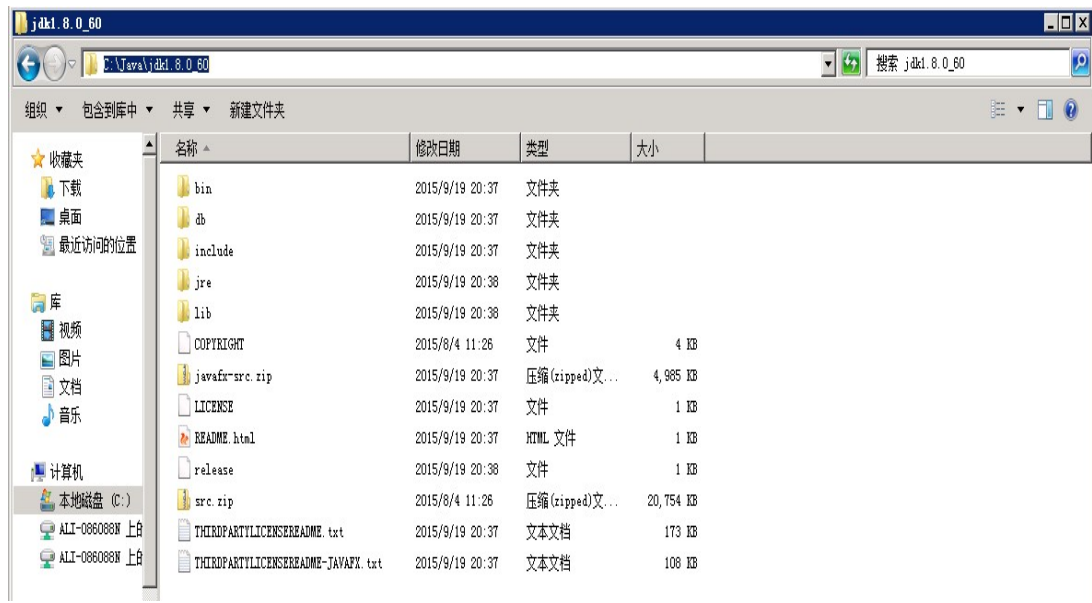 jdk1.8.0_60
C:\Java\jdk1.8.0_60 搜索 jdk1.8.0_60
组织 包含到库中 共享 新建文件夹
收藏夹
下载
桌面
最近访问的位置
库
视频
图片
文档
音乐
计算机
本地磁盘 (C:)
ALI-086088N 上的
ALI-086088N 上的
名称 修改日期 类型 大小
bin 2015/9/19 20:37 文件夹
db 2015/9/19 20:37 文件夹
include 2015/9/19 20:37 文件夹
jre 2015/9/19 20:38 文件夹
lib 2015/9/19 20:38 文件夹
COPYRIGHT 2015/8/4 11:26 文件 4 KB
javafx-src.zip 2015/9/19 20:37 压缩(zipped)文... 4,985 KB
LICENSE 2015/9/19 20:37 文件 1 KB
README.html 2015/9/19 20:37 HTML 文件 1 KB
release 2015/9/19 20:38 文件 1 KB
src.zip 2015/8/4 11:26 压缩(zipped)文... 20,754 KB
THIRDPARTYLICENSEREADME.txt 2015/9/19 20:37 文本文档 173 KB
THIRDPARTYLICENSEREADME-JAVAFX.txt 2015/9/19 20:37 文本文档 108 KB